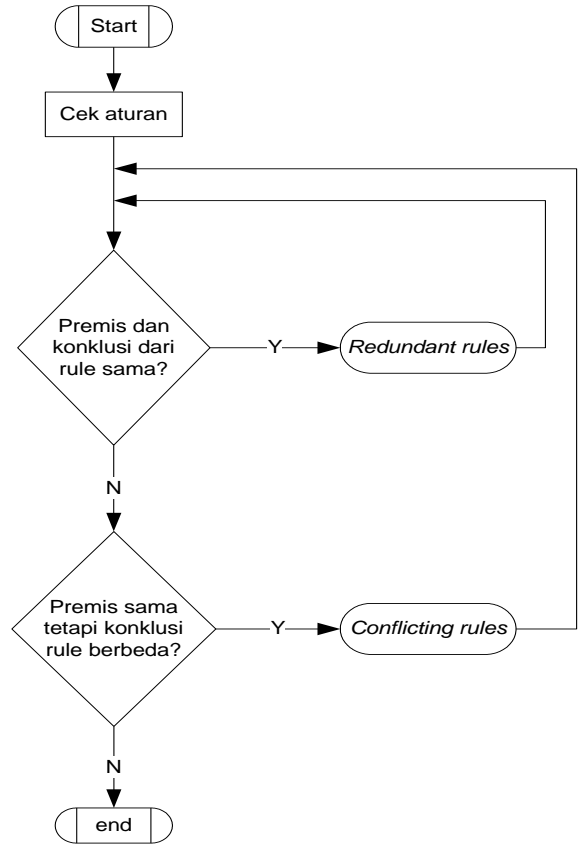 Start
Cek aturan
Premis dan
konklusi dari
rule sama?
Y
Redundant rules
N
Premis sama
tetapi konklusi
rule berbeda?
Y
Conflicting rules
N
end